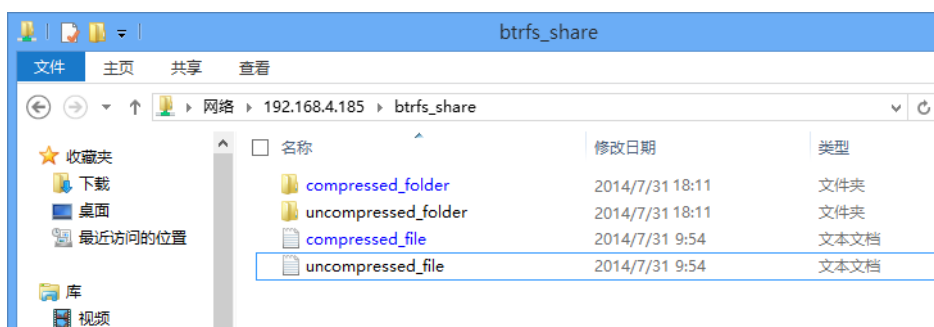 btrfs_share
文件 主页 共享 查看
网络 192.168.4.185 btrfs_share
名称 修改日期 类型
收藏夹
下载
桌面
最近访问的位置
库
视频
compressed_folder 2014/7/31 18:11 文件夹
uncompressed_folder 2014/7/31 18:11 文件夹
compressed_file 2014/7/31 9:54 文本文档
uncompressed_file 2014/7/31 9:54 文本文档